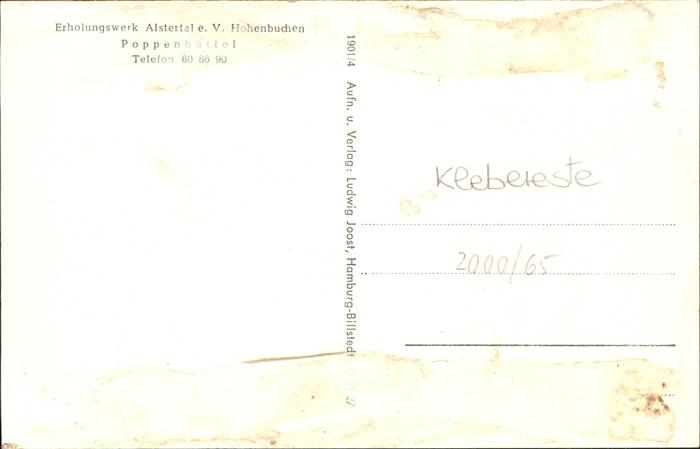 Erholungswerk Alstertal e. V. Hohenbuchen
Poppenbüttel
Telefon 60 86 90
1901/4 Aufn. u. Verlag: Ludwig Joost, Hamburg-Billstedt
Klebereste
2000/65